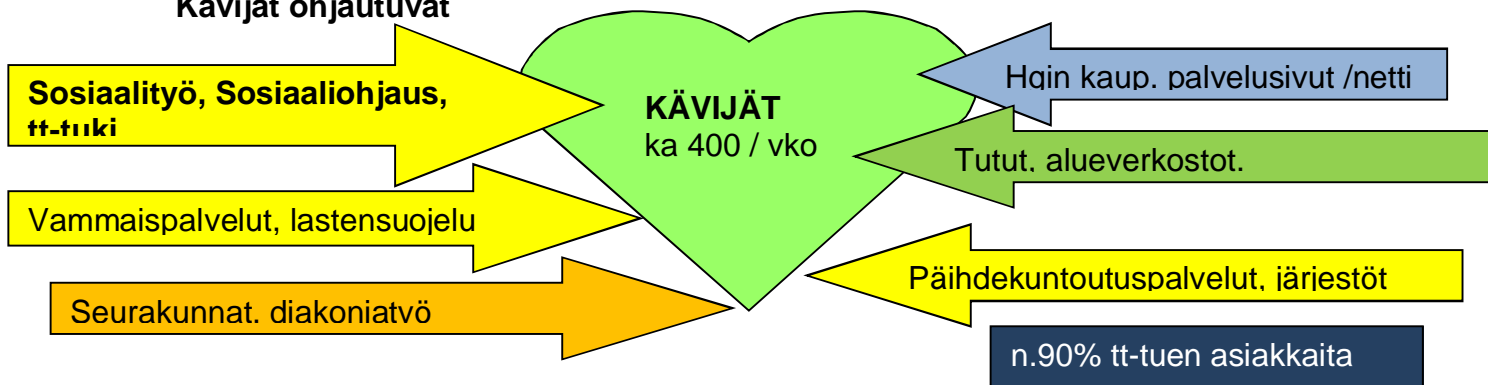 Kävijät ohjautuvat
Sosiaalityö, Sosiaaliohjaus,
tt-tuki
KÄVIJÄT
ka 400 / vko
Hgin kaup. palvelusivut /netti
Tutut, alueverkostot.
Vammaispalvelut, lastensuojelu
Päihdekuntoutuspalvelut, järjestöt
Seurakunnat. diakoniatyö
n.90% tt-tuen asiakkaita